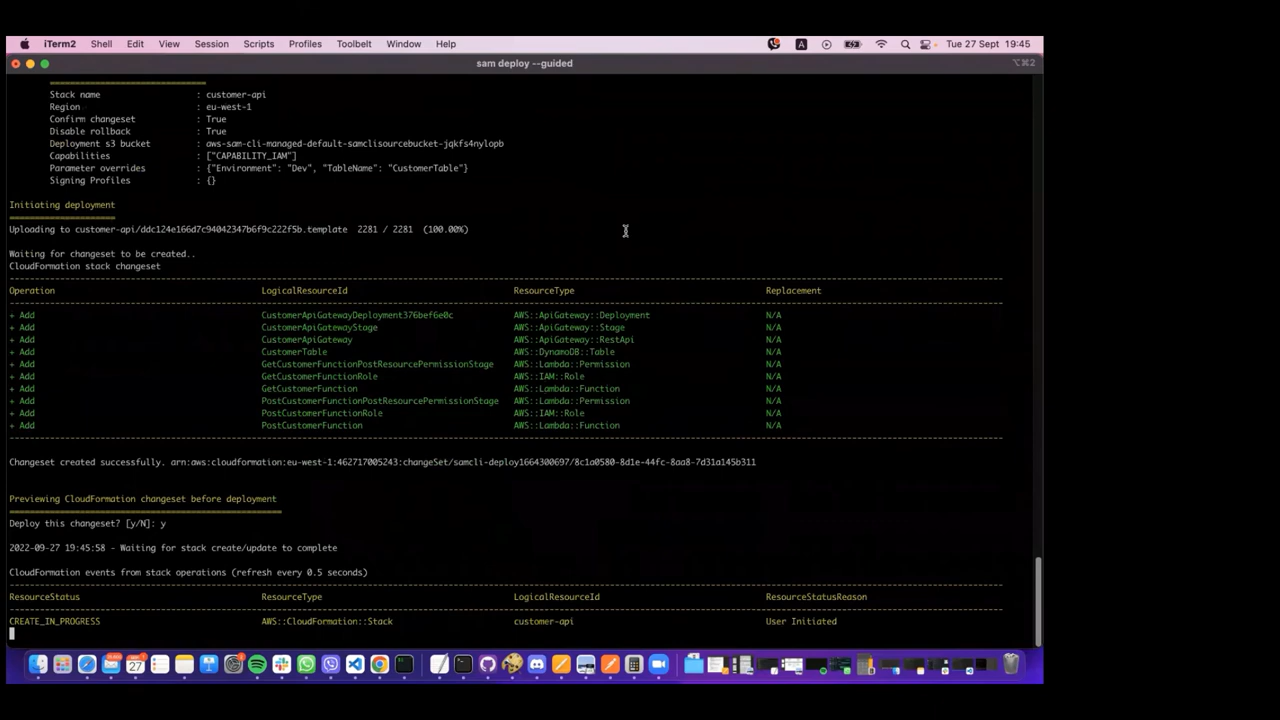 iTerm2 Shell Edit View Session Scripts Profiles Toolbelt Window Help A Tue 27 Sept 19:45
sam deploy --guided ⌥⌘2
Stack name : customer-api
Region : eu-west-1
Confirm changeset : True
Disable rollback : True
Deployment s3 bucket : aws-sam-cli-managed-default-samclisourcebucket-jqkfs4nylopb
Capabilities : ["CAPABILITY_IAM"]
Parameter overrides : {"Environment": "Dev", "TableName": "CustomerTable"}
Signing Profiles : {}
Initiating deployment
====================
Uploading to customer-api/ddc124e166d7c94042347b6f9c222f5b.template 2281 / 2281 (100.00%)
Waiting for changeset to be created..
CloudFormation stack changeset
Operation LogicalResourceId ResourceType Replacement
+ Add CustomerApiGatewayDeployment376bef6e0c AWS::ApiGateway::Deployment N/A
+ Add CustomerApiGatewayStage AWS::ApiGateway::Stage N/A
+ Add CustomerApiGateway AWS::ApiGateway::RestApi N/A
+ Add CustomerTable AWS::DynamoDB::Table N/A
+ Add GetCustomerFunctionPostResourcePermissionStage AWS::Lambda::Permission N/A
+ Add GetCustomerFunctionRole AWS::IAM::Role N/A
+ Add GetCustomerFunction AWS::Lambda::Function N/A
+ Add PostCustomerFunctionPostResourcePermissionStage AWS::Lambda::Permission N/A
+ Add PostCustomerFunctionRole AWS::IAM::Role N/A
+ Add PostCustomerFunction AWS::Lambda::Function N/A
Changeset created successfully. arn:aws:cloudformation:eu-west-1:462717005243:changeSet/samcli-deploy1664300697/8c1a0580-8d1e-44fc-8aa8-7d31a145b311
Previewing CloudFormation changeset before deployment
Deploy this changeset? [y/N]: y
2022-09-27 19:45:58 - Waiting for stack create/update to complete
CloudFormation events from stack operations (refresh every 0.5 seconds)
ResourceStatus ResourceType LogicalResourceId ResourceStatusReason
CREATE_IN_PROGRESS AWS::CloudFormation::Stack customer-api User Initiated
27